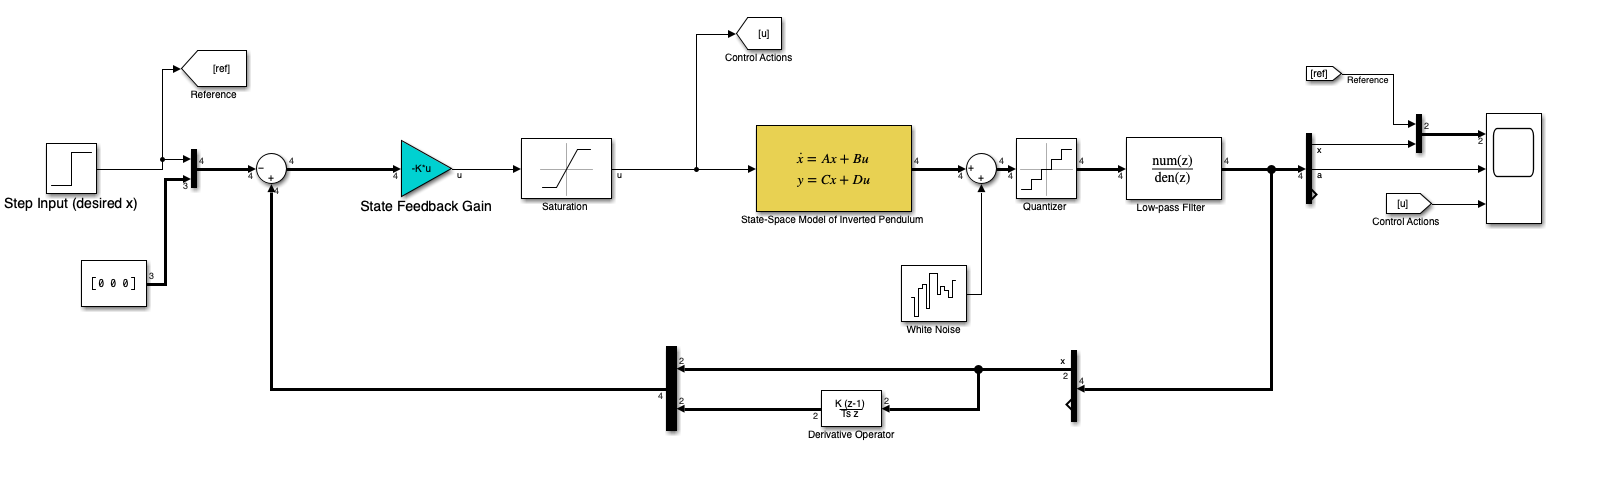 [u]
Control Actions
[ref]
Reference
[ref]
Reference
Step Input (desired x)
4
3
4
−
+
4
4
-K*u
4
u
State Feedback Gain
Saturation
u
ẋ = Ax + Bu
y = Cx + Du
State-Space Model of Inverted Pendulum
4
4
+
+
4
4
Quantizer
4
4
num(z)
den(z)
Low-pass Filter
4
4
x
a
2
2
[u]
Control Actions
[0 0 0]
3
White Noise
x
2
4
2
2
4
K (z-1)
Ts z
2
2
Derivative Operator